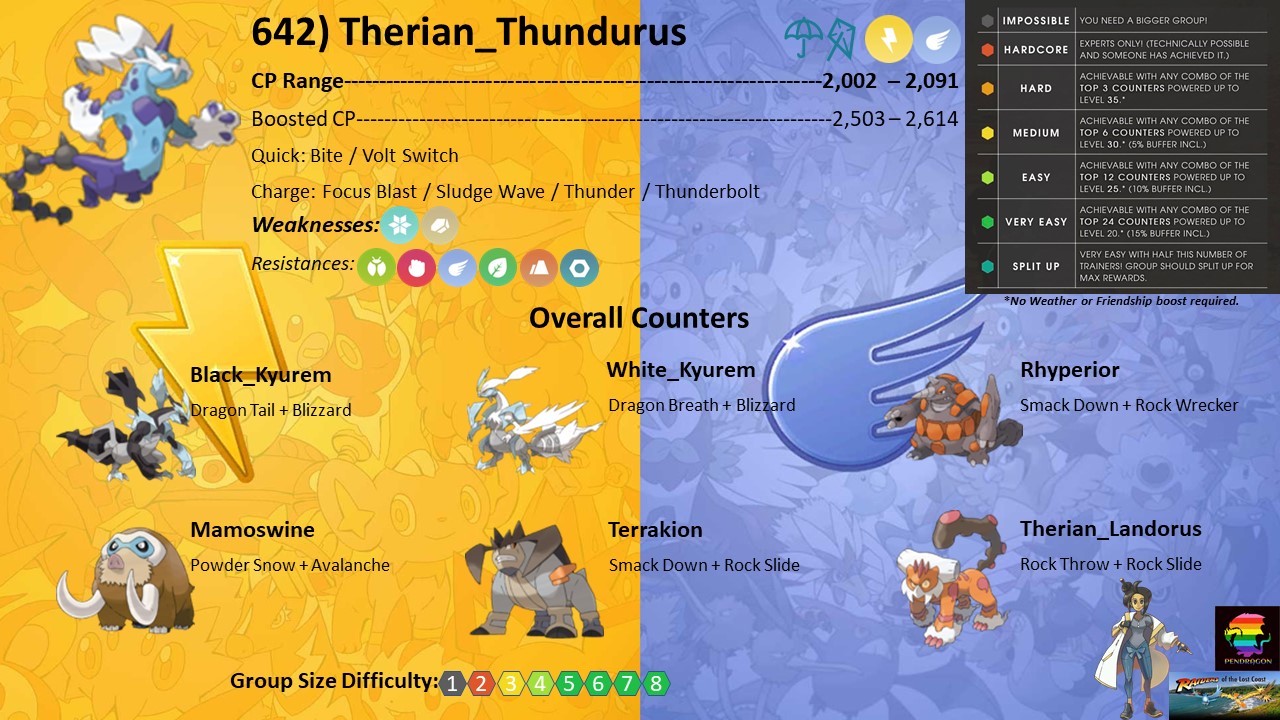 642) Therian_Thundurus
CP Range--------------------------------------------------------------------2,002 – 2,091
Boosted CP--------------------------------------------------------------------2,503 – 2,614
Quick: Bite / Volt Switch
Charge: Focus Blast / Sludge Wave / Thunder / Thunderbolt
Weaknesses:
Resistances:
IMPOSSIBLE YOU NEED A BIGGER GROUP!
HARDCORE EXPERTS ONLY! (TECHNICALLY POSSIBLE
AND SOMEONE HAS ACHIEVED IT.)
HARD ACHIEVABLE WITH ANY COMBO OF THE
TOP 3 COUNTERS POWERED UP TO
LEVEL 35.*
MEDIUM ACHIEVABLE WITH ANY COMBO OF THE
TOP 6 COUNTERS POWERED UP TO
LEVEL 30.* (5% BUFFER INCL.)
EASY ACHIEVABLE WITH ANY COMBO OF THE
TOP 12 COUNTERS POWERED UP TO
LEVEL 25.* (10% BUFFER INCL.)
VERY EASY ACHIEVABLE WITH ANY COMBO OF THE
TOP 24 COUNTERS POWERED UP TO
LEVEL 20.* (15% BUFFER INCL.)
SPLIT UP VERY EASY WITH HALF THIS NUMBER OF
TRAINERS! GROUP SHOULD SPLIT UP FOR
MAX REWARDS.
*No Weather or Friendship boost required.
Overall Counters
Black_Kyurem
Dragon Tail + Blizzard
White_Kyurem
Dragon Breath + Blizzard
Rhyperior
Smack Down + Rock Wrecker
Mamoswine
Powder Snow + Avalanche
Terrakion
Smack Down + Rock Slide
Therian_Landorus
Rock Throw + Rock Slide
Group Size Difficulty: 1 2 3 4 5 6 7 8
PENDRAGON
RAIDERS of the Lost Coast